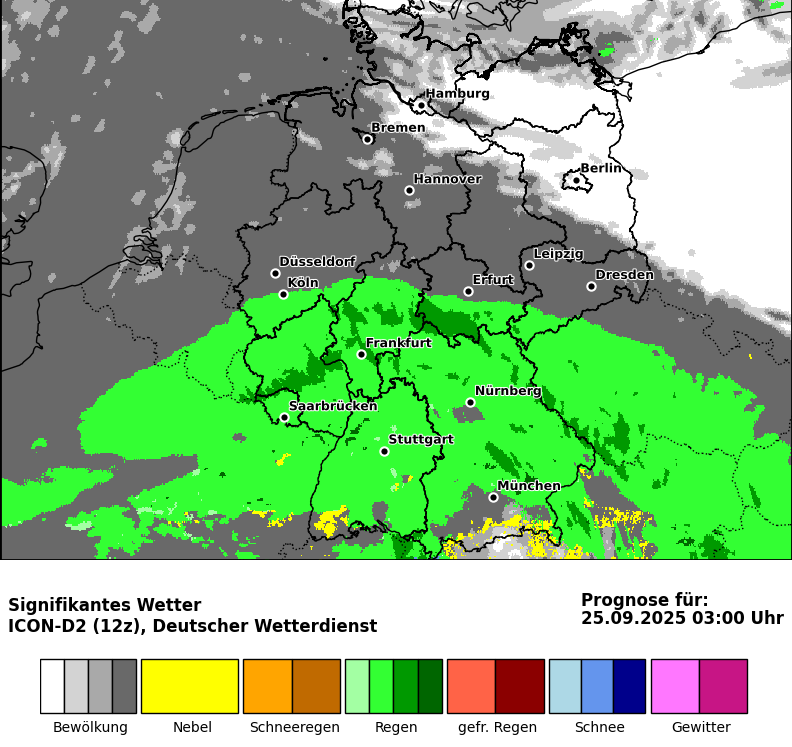 Hamburg
Bremen
Berlin
Hannover
Leipzig
Düsseldorf
Dresden
Köln
Erfurt
Frankfurt
Nürnberg
Saarbrücken
Stuttgart
München
Signifikantes Wetter
ICON-D2 (12z), Deutscher Wetterdienst
Prognose für:
25.09.2025 03:00 Uhr
Bewölkung Nebel Schneeregen Regen gefr. Regen Schnee Gewitter